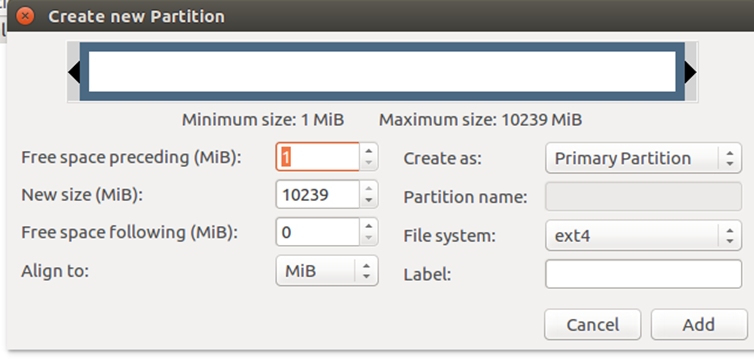 Create new Partition
Minimum size: 1 MiB Maximum size: 10239 MiB
Free space preceding (MiB): 1 Create as: Primary Partition
New size (MiB): 10239 Partition name:
Free space following (MiB): 0 File system: ext4
Align to: MiB Label:
Cancel Add